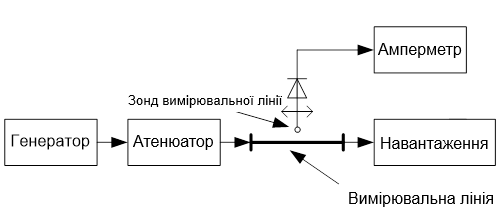 Амперметр
Зонд вимірювальної лінії
Генератор
Атенюатор
Навантаження
Вимірювальна лінія